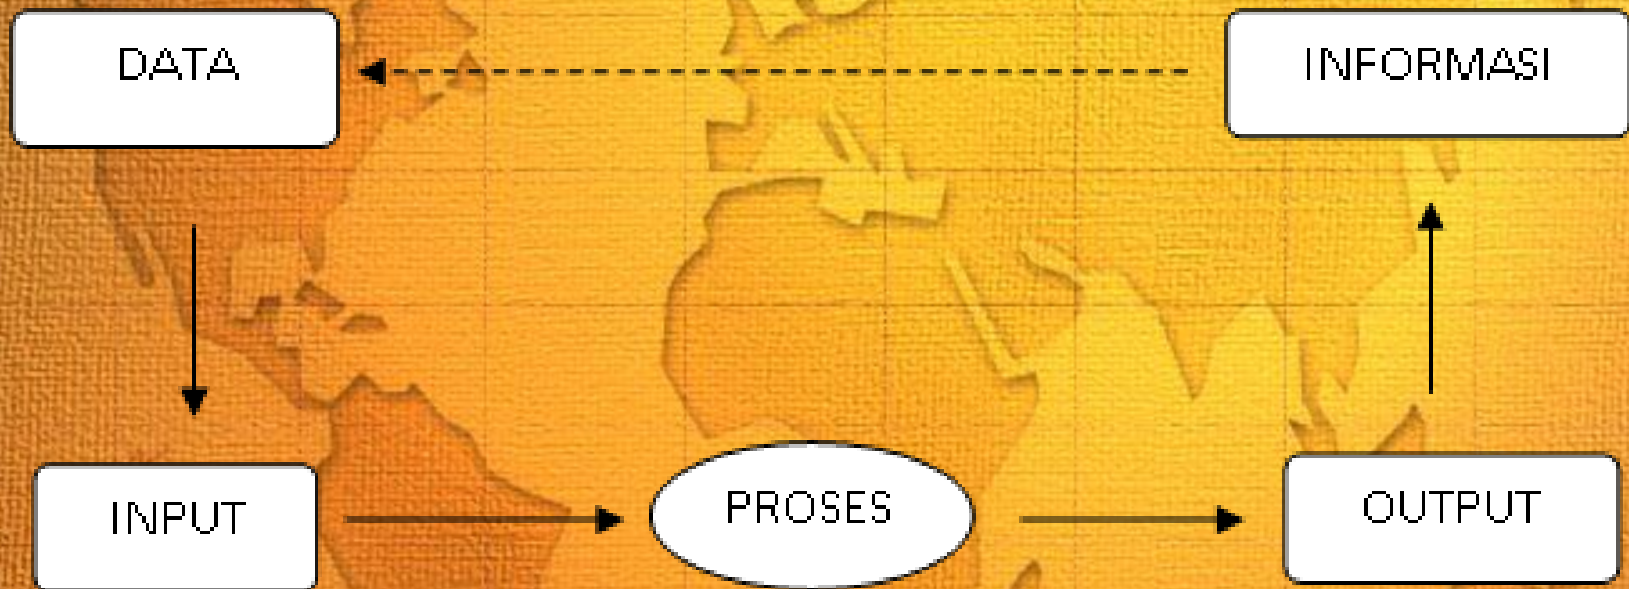 DATA
INFORMASI
INPUT
PROSES
OUTPUT